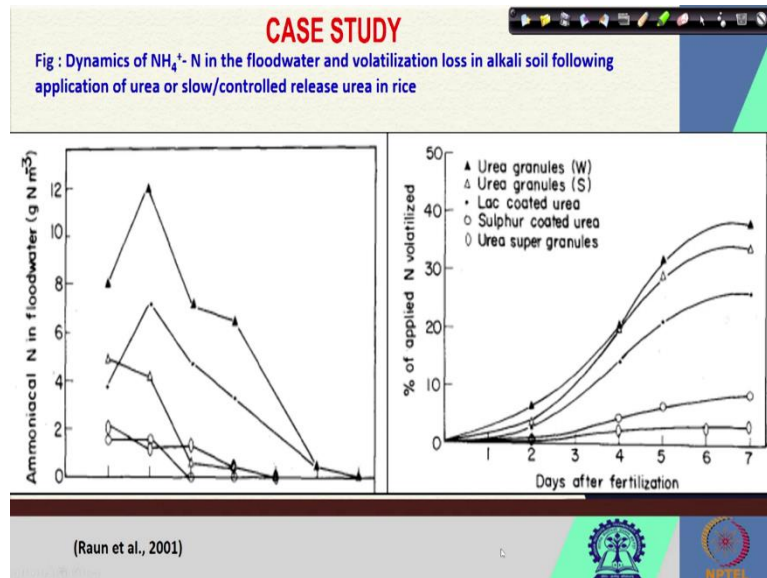 CASE STUDY
Fig : Dynamics of NH₄⁺- N in the floodwater and volatilization loss in alkali soil following
application of urea or slow/controlled release urea in rice
Ammoniacal N in floodwater (g N m⁻³)
12
10
8
6
4
2
0
% of applied N volatilized
50
40
30
20
10
0
Urea granules (W)
Urea granules (S)
Lac coated urea
Sulphur coated urea
Urea super granules
1 2 3 4 5 6 7
Days after fertilization
(Raun et al., 2001)
NPTEL